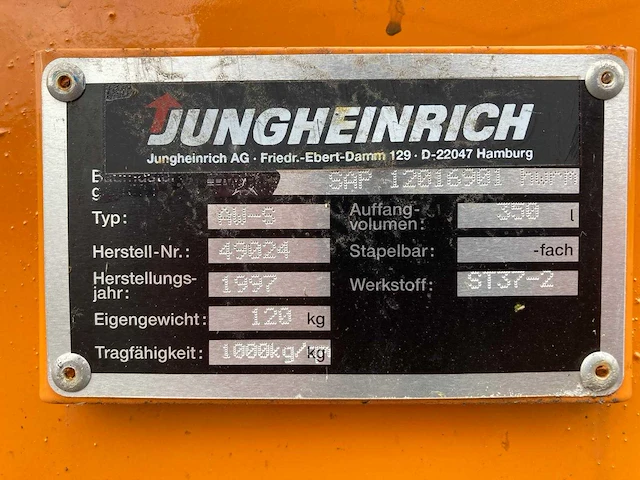 JUNGHEINRICH
Jungheinrich AG · Friedr.-Ebert-Damm 129 · D-22047 Hamburg
SAP 12016901
Typ: AW-S
Auffang-volumen: 350 l
Herstell-Nr.: 49024
Stapelbar: -fach
Herstellungs-jahr: 1997
Werkstoff: ST37-2
Eigengewicht: 120 kg
Tragfähigkeit: 1000kg/ kg